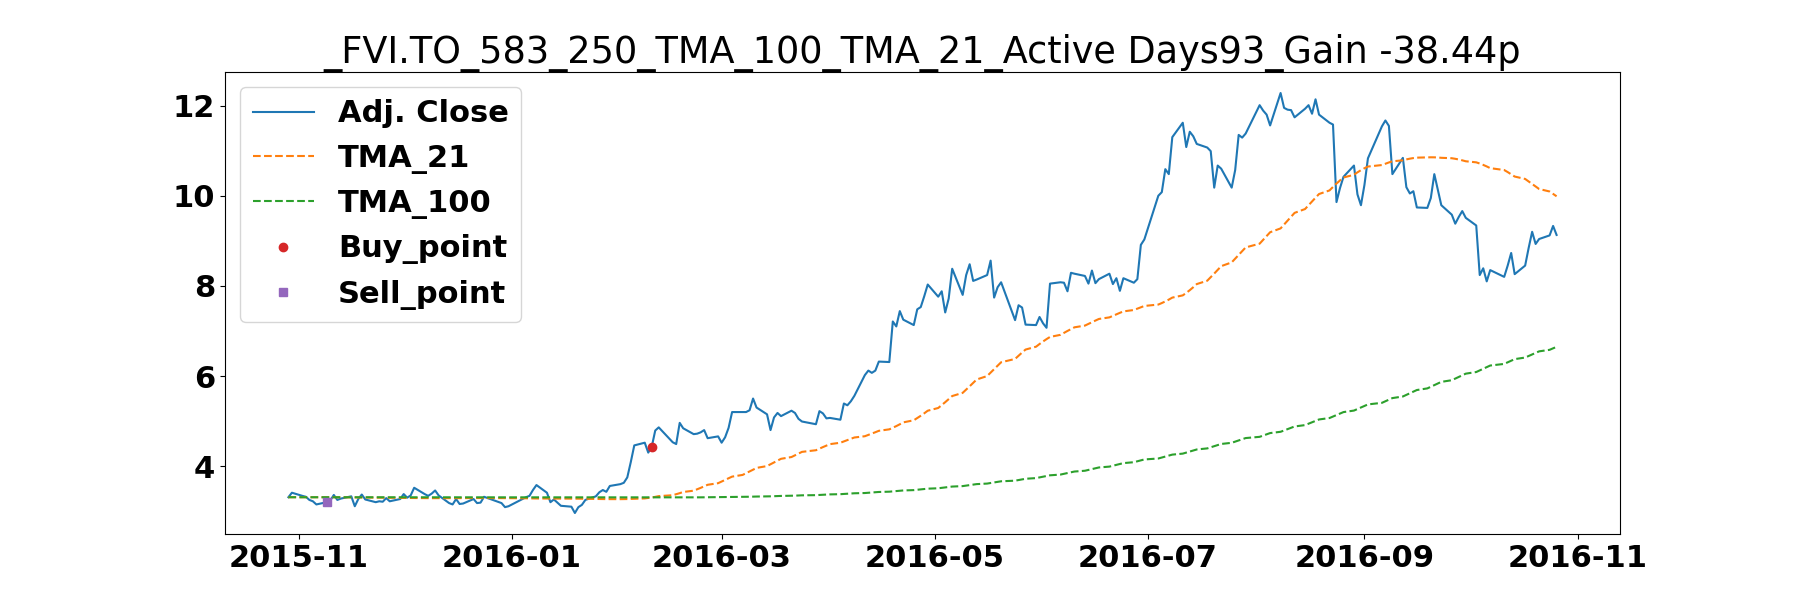 _FVI.TO_583_250_TMA_100_TMA_21_Active Days93_Gain -38.44p
Adj. Close
TMA_21
TMA_100
Buy_point
Sell_point
12
10
8
6
4
2015-11 2016-01 2016-03 2016-05 2016-07 2016-09 2016-11